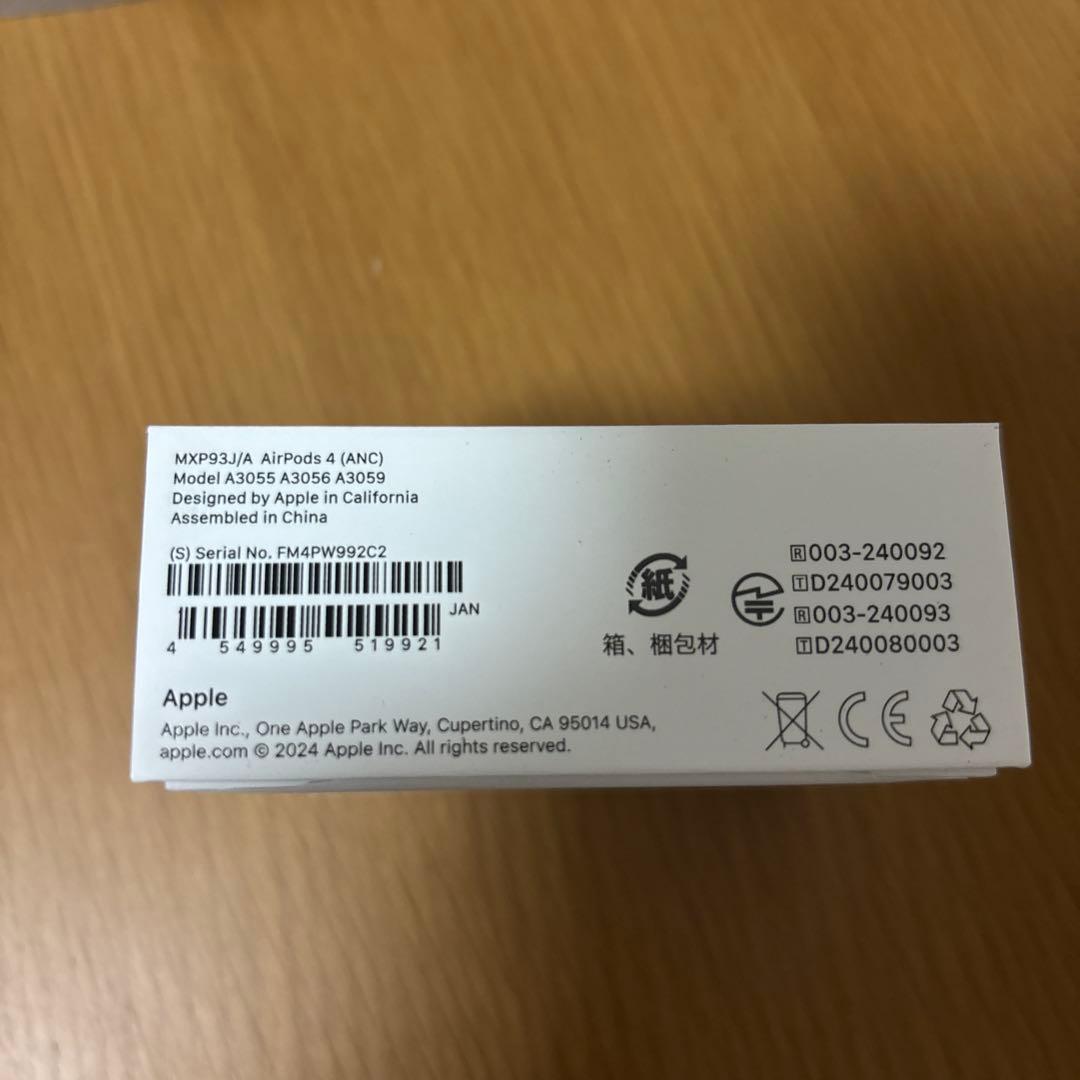 MXP93J/A AirPods 4 (ANC)
Model A3055 A3056 A3059
Designed by Apple in California
Assembled in China
(S) Serial No. FM4PW992C2
JAN
4 549995 519921
紙
箱、梱包材
R003-240092
TD240079003
R003-240093
TD240080003
Apple
Apple Inc., One Apple Park Way, Cupertino, CA 95014 USA,
apple.com © 2024 Apple Inc. All rights reserved.
CE